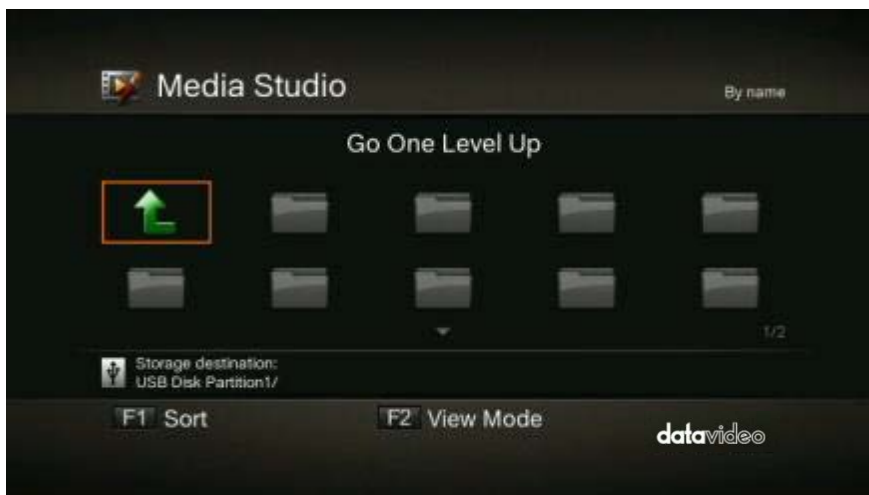 Media Studio
By name
Go One Level Up
1/2
Storage destination:
USB Disk Partition1/
F1 Sort
F2 View Mode
datavideo